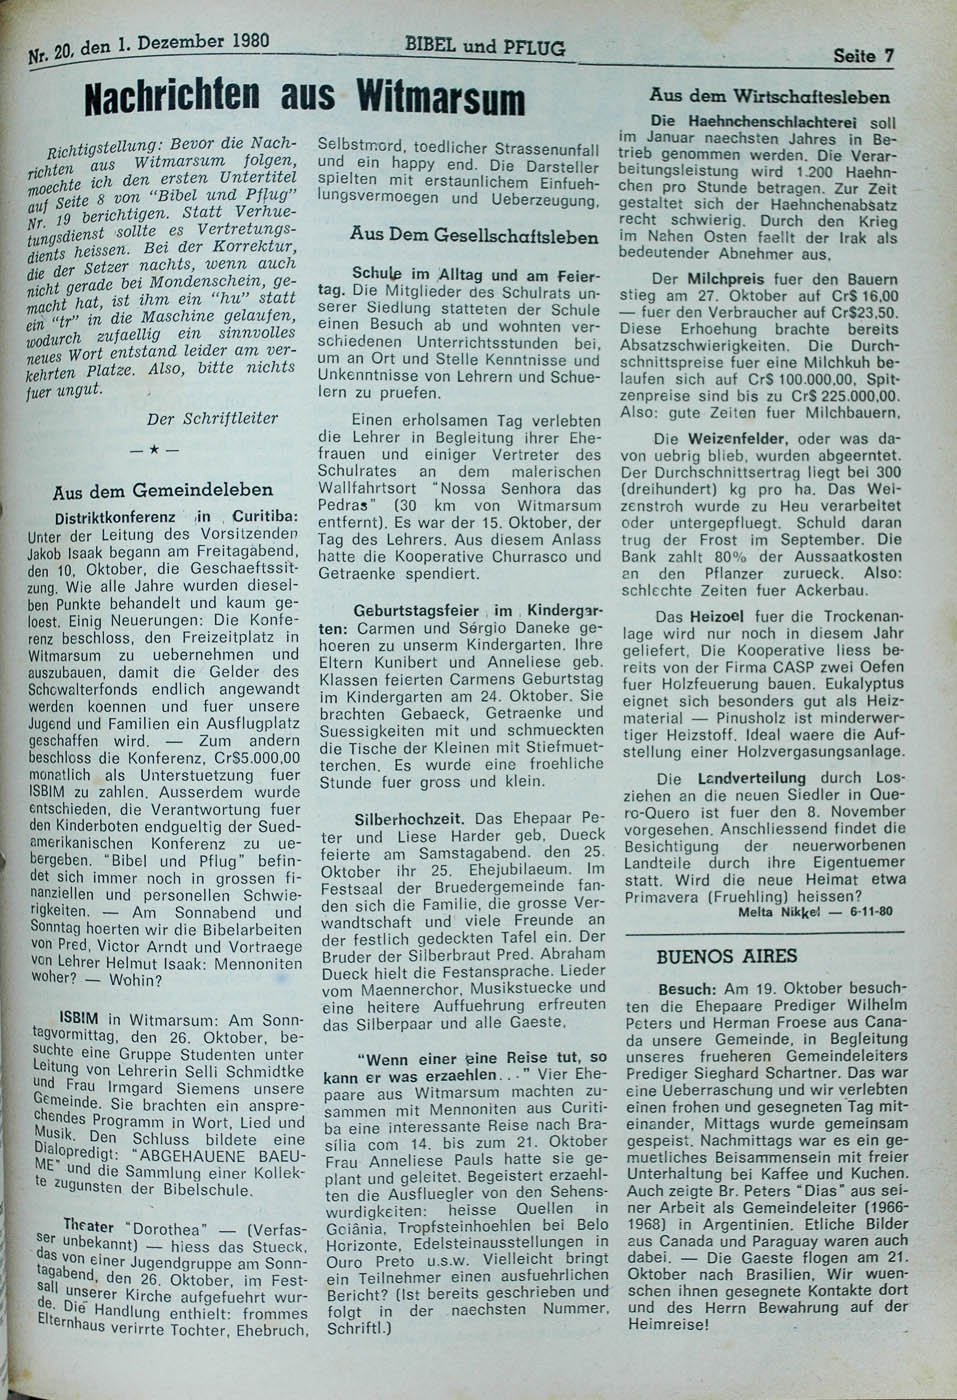 Nr. 20, den 1. Dezember 1980
BIBEL und PFLUG
Seite 7
Nachrichten aus Witmarsum
Richtigstellung: Bevor die Nach-
richten aus Witmarsum folgen,
moechte ich den ersten Untertitel
auf Seite 8 von "Bibel und Pflug"
Nr. 19 berichtigen. Statt Verhue-
tungsdienst sollte es Vertretungs-
dients heissen. Bei der Korrektur,
die der Setzer nachts, wenn auch
nicht gerade bei Mondenschein, ge-
macht hat, ist ihm ein "hu" statt
ein "tr" in die Maschine gelaufen,
wodurch zufaellig ein sinnvolles
neues Wort entstand leider am ver-
kehrten Platze. Also, bitte nichts
fuer ungut.
Der Schriftleiter
— ★ —
Aus dem Gemeindeleben
Distriktkonferenz in Curitiba:
Unter der Leitung des Vorsitzenden
Jakob Isaak begann am Freitagabend,
den 10, Oktober, die Geschaeftssit-
zung. Wie alle Jahre wurden diesel-
ben Punkte behandelt und kaum ge-
loest. Einig Neuerungen: Die Konfe-
renz beschloss, den Freizeitplatz in
Witmarsum zu uebernehmen und
auszubauen, damit die Gelder des
Schowalterfonds endlich angewandt
werden koennen und fuer unsere
Jugend und Familien ein Ausflugplatz
geschaffen wird. — Zum andern
beschloss die Konferenz, Cr$5.000,00
monatlich als Unterstuetzung fuer
ISBIM zu zahlen. Ausserdem wurde
entschieden, die Verantwortung fuer
den Kinderboten endgueltig der Sued-
amerikanischen Konferenz zu ue-
bergeben. "Bibel und Pflug" befin-
det sich immer noch in grossen fi-
nanziellen und personellen Schwie-
rigkeiten. — Am Sonnabend und
Sonntag hoerten wir die Bibelarbeiten
von Pred, Victor Arndt und Vortraege
von Lehrer Helmut Isaak: Mennoniten
woher? — Wohin?
ISBIM in Witmarsum: Am Sonn-
tagvormittag, den 26. Oktober, be-
suchte eine Gruppe Studenten unter
Leitung von Lehrerin Selli Schmidtke
und Frau Irmgard Siemens unsere
Gemeinde. Sie brachten ein anspre-
chendes Programm in Wort, Lied und
Musik. Den Schluss bildete eine
Dialopredigt: "ABGEHAUENE BAEU-
ME" und die Sammlung einer Kollek-
te zugunsten der Bibelschule.
Theater "Dorothea" — (Verfas-
ser unbekannt) — hiess das Stueck,
das von einer Jugendgruppe am Sonn-
tagabend, den 26. Oktober, im Fest-
sall unserer Kirche aufgefuehrt wur-
de. Die Handlung enthielt: frommes
Elternhaus verirrte Tochter, Ehebruch,
Selbstmord, toedlicher Strassenunfall
und ein happy end. Die Darsteller
spielten mit erstaunlichem Einfueh-
lungsvermoegen und Ueberzeugung,
Aus Dem Gesellschaftsleben
Schule im Alltag und am Feier-
tag. Die Mitglieder des Schulrats un-
serer Siedlung statteten der Schule
einen Besuch ab und wohnten ver-
schiedenen Unterrichtsstunden bei,
um an Ort und Stelle Kenntnisse und
Unkenntnisse von Lehrern und Schue-
lern zu pruefen.
Einen erholsamen Tag verlebten
die Lehrer in Begleitung ihrer Ehe-
frauen und einiger Vertreter des
Schulrates an dem malerischen
Wallfahrtsort "Nossa Senhora das
Pedras" (30 km von Witmarsum
entfernt). Es war der 15. Oktober, der
Tag des Lehrers. Aus diesem Anlass
hatte die Kooperative Churrasco und
Getraenke spendiert.
Geburtstagsfeier im Kindergar-
ten: Carmen und Sérgio Daneke ge-
hoeren zu unserm Kindergarten. Ihre
Eltern Kunibert und Anneliese geb.
Klassen feierten Carmens Geburtstag
im Kindergarten am 24. Oktober. Sie
brachten Gebaeck, Getraenke und
Suessigkeiten mit und schmueckten
die Tische der Kleinen mit Stiefmuet-
terchen. Es wurde eine froehliche
Stunde fuer gross und klein.
Silberhochzeit. Das Ehepaar Pe-
ter und Liese Harder geb, Dueck
feierte am Samstagabend. den 25.
Oktober ihr 25. Ehejubilaeum. Im
Festsaal der Bruedergemeinde fan-
den sich die Familie, die grosse Ver-
wandtschaft und viele Freunde an
der festlich gedeckten Tafel ein. Der
Bruder der Silberbraut Pred. Abraham
Dueck hielt die Festansprache. Lieder
vom Maennerchor, Musikstuecke und
eine heitere Auffuehrung erfreuten
das Silberpaar und alle Gaeste,
"Wenn einer eine Reise tut, so
kann er was erzaehlen..." Vier Ehe-
paare aus Witmarsum machten zu-
sammen mit Mennoniten aus Curiti-
ba eine interessante Reise nach Bra-
sília com 14. bis zum 21. Oktober
Frau Anneliese Pauls hatte sie ge-
plant und geleitet. Begeistert erzaehl-
ten die Ausfluegler von den Sehens-
wurdigkeiten: heisse Quellen in
Goiânia, Tropfsteinhoehlen bei Belo
Horizonte, Edelsteinausstellungen in
Ouro Preto u.s.w. Vielleicht bringt
ein Teilnehmer einen ausfuehrlichen
Bericht? (Ist bereits geschrieben und
folgt in der naechsten Nummer,
Schriftl.)
Aus dem Wirtschaftesleben
Die Haehnchenschlachterei soll
im Januar naechsten Jahres in Be-
trieb genommen werden. Die Verar-
beitungsleistung wird 1.200 Haehn-
chen pro Stunde betragen. Zur Zeit
gestaltet sich der Haehnchenabsatz
recht schwierig. Durch den Krieg
im Nahen Osten faellt der Irak als
bedeutender Abnehmer aus,
Der Milchpreis fuer den Bauern
stieg am 27. Oktober auf Cr$ 16,00
— fuer den Verbraucher auf Cr$23,50.
Diese Erhoehung brachte bereits
Absatzschwierigkeiten. Die Durch-
schnittspreise fuer eine Milchkuh be-
laufen sich auf Cr$ 100.000,00, Spit-
zenpreise sind bis zu Cr$ 225.000,00.
Also: gute Zeiten fuer Milchbauern,
Die Weizenfelder, oder was da-
von uebrig blieb, wurden abgeerntet.
Der Durchschnittsertrag liegt bei 300
(dreihundert) kg pro ha. Das Wei-
zenstroh wurde zu Heu verarbeitet
oder untergepfluegt. Schuld daran
trug der Frost im September. Die
Bank zahlt 80% der Aussaatkosten
an den Pflanzer zurueck. Also:
schlechte Zeiten fuer Ackerbau.
Das Heizoel fuer die Trockenan-
lage wird nur noch in diesem Jahr
geliefert, Die Kooperative liess be-
reits von der Firma CASP zwei Oefen
fuer Holzfeuerung bauen. Eukalyptus
eignet sich besonders gut als Heiz-
material — Pinusholz ist minderwer-
tiger Heizstoff. Ideal waere die Auf-
stellung einer Holzvergasungsanlage.
Die Landverteilung durch Los-
ziehen an die neuen Siedler in Que-
ro-Quero ist fuer den 8. November
vorgesehen. Anschliessend findet die
Besichtigung der neuerworbenen
Landteile durch ihre Eigentuemer
statt. Wird die neue Heimat etwa
Primavera (Fruehling) heissen?
Melta Nikkel — 6-11-80
BUENOS AIRES
Besuch: Am 19. Oktober besuch-
ten die Ehepaare Prediger Wilhelm
Peters und Herman Froese aus Cana-
da unsere Gemeinde, in Begleitung
unseres frueheren Gemeindeleiters
Prediger Sieghard Schartner. Das war
eine Ueberraschung und wir verlebten
einen frohen und gesegneten Tag mit-
einander, Mittags wurde gemeinsam
gespeist. Nachmittags war es ein ge-
muetliches Beisammensein mit freier
Unterhaltung bei Kaffee und Kuchen.
Auch zeigte Br. Peters "Dias" aus sei-
ner Arbeit als Gemeindeleiter (1966-
1968) in Argentinien. Etliche Bilder
aus Canada und Paraguay waren auch
dabei. — Die Gaeste flogen am 21.
Oktober nach Brasilien, Wir wuen-
schen ihnen gesegnete Kontakte dort
und des Herrn Bewahrung auf der
Heimreise!